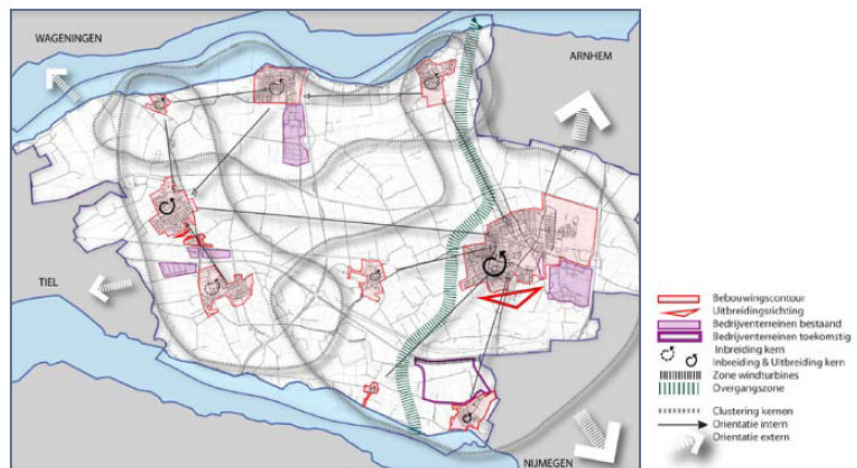 WAGENINGEN
ARNHEM
TIEL
NIJMEGEN
Bebouwingscontour
Uitbreidingsrichting
Bedrijventerreinen bestaand
Bedrijventerreinen toekomstig
Inbreiding kern
Inbreiding & Uitbreiding kern
Zone windturbines
Overgangszone
Clustering kernen
Orientatie intern
Orientatie extern